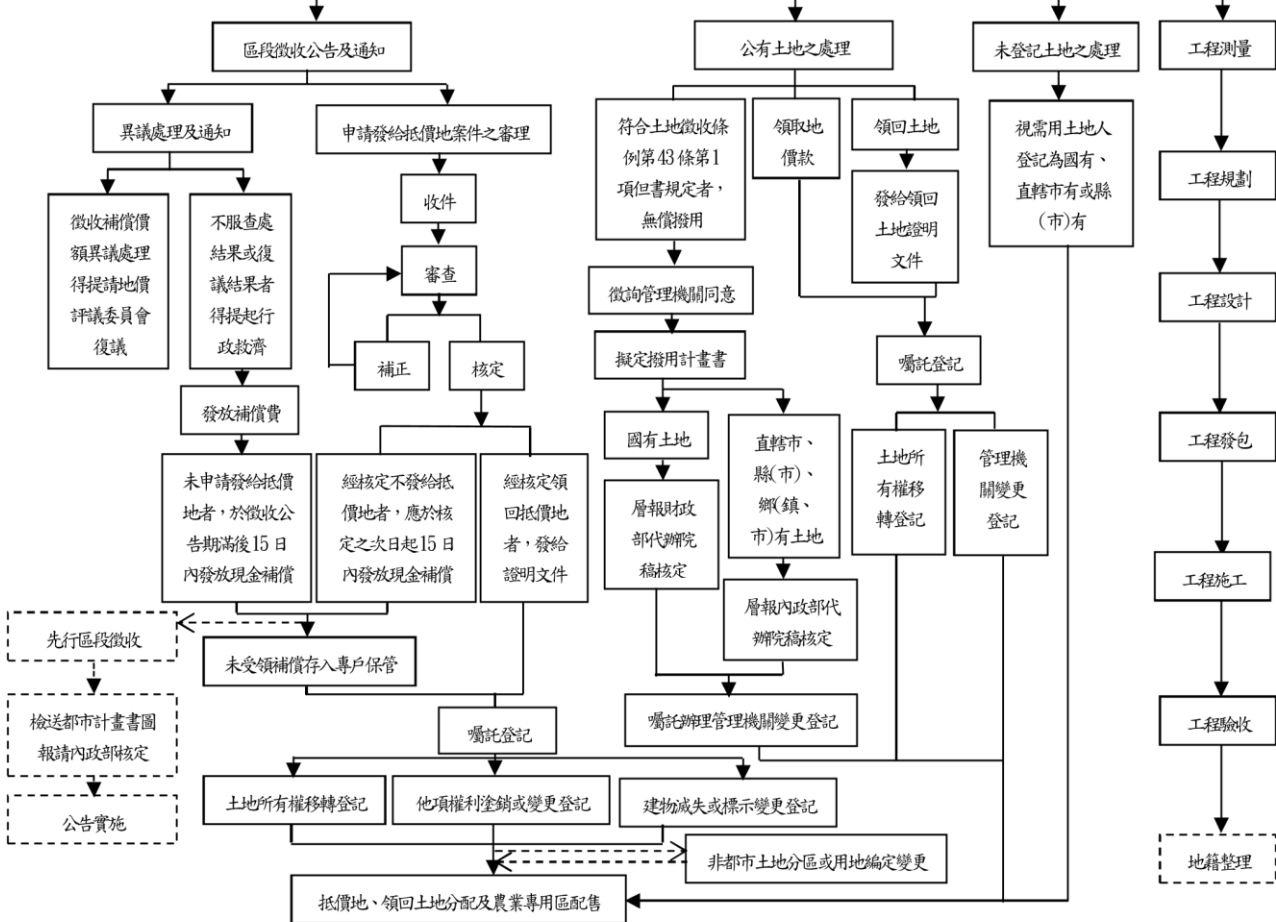 區段徵收公告及通知
公有土地之處理
未登記土地之處理
工程測量
異議處理及通知
申請發給抵價地案件之審理
符合土地徵收條
例第43條第1
項但書規定者，
無償撥用
領取地
價款
領回土地
視需用土地人
登記為國有、
直轄市有或縣
(市)有
工程規劃
徵收補償價
額異議處理
得提請地價
評議委員會
復議
不服查處
結果或復
議結果者
得提起行
政救濟
收件
審查
補正
核定
發給領回
土地證明
文件
徵詢管理機關同意
擬定撥用計畫書
工程設計
囑託登記
發放補償費
國有土地
直轄市、
縣(市)、
鄉(鎮、
市)有土地
土地所
有權移
轉登記
管理機
關變更
登記
工程發包
未申請發給抵價
地者，於徵收公
告期滿後15日
內發放現金補償
經核定不發給抵
價地者，應於核
定之次日起15日
內發放現金補償
經核定領
回抵價地
者，發給
證明文件
層報財政
部代辦院
稿核定
層報內政部代
辦院稿核定
工程施工
先行區段徵收
未受領補償存入專戶保管
檢送都市計畫書圖
報請內政部核定
囑託登記
囑託辦理管理機關變更登記
工程驗收
公告實施
土地所有權移轉登記
他項權利塗銷或變更登記
建物滅失或標示變更登記
非都市土地分區或用地編定變更
地籍整理
抵價地、領回土地分配及農業專用區配售